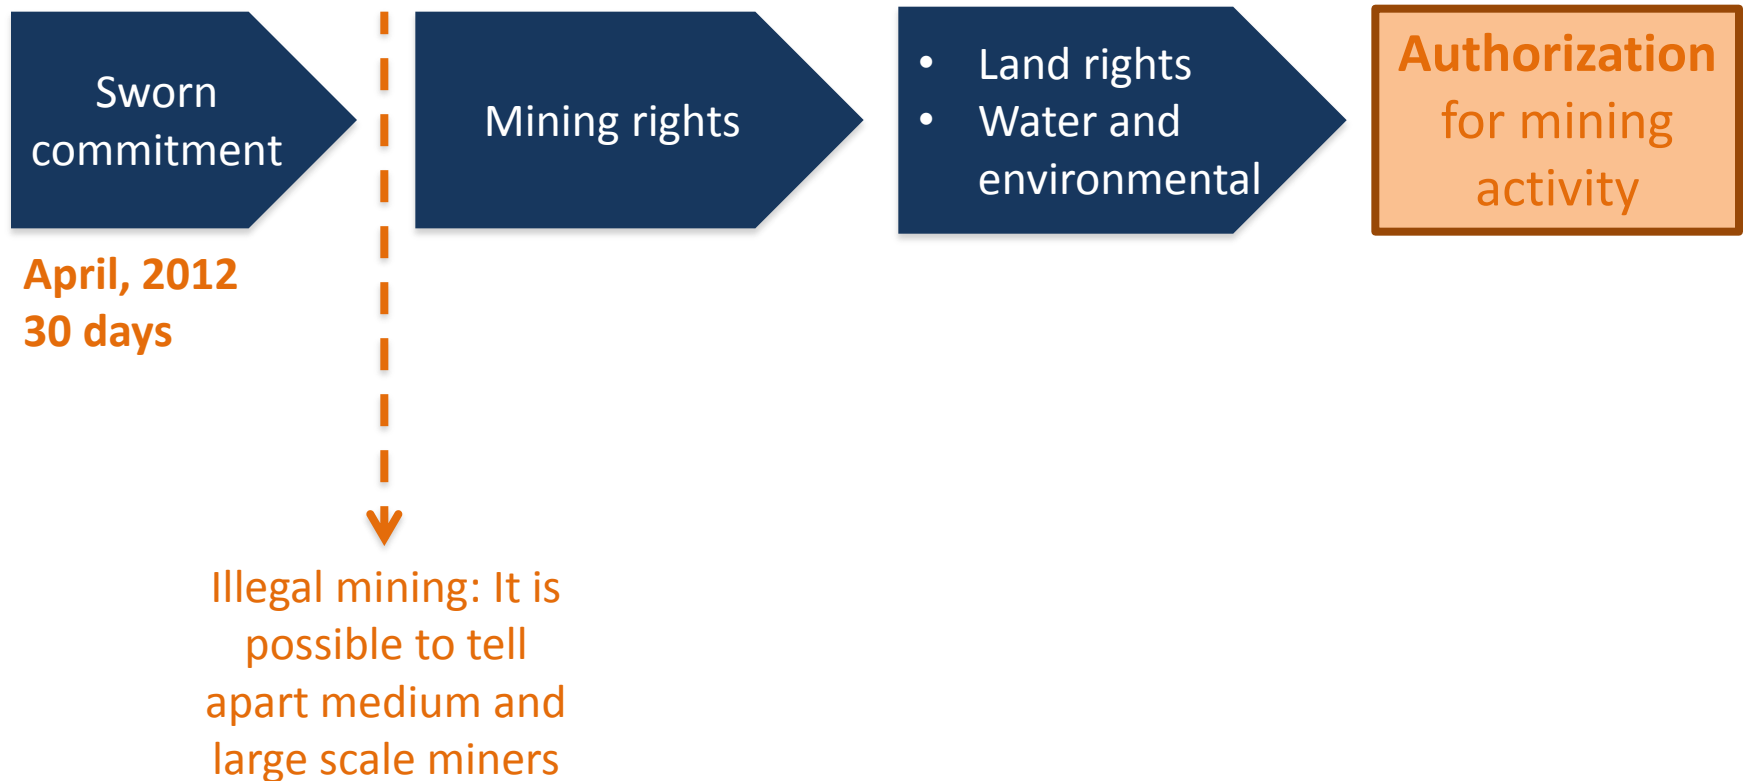 Sworn
commitment
Mining rights
• Land rights
• Water and
environmental
Authorization
for mining
activity
April, 2012
30 days
Illegal mining: It is
possible to tell
apart medium and
large scale miners